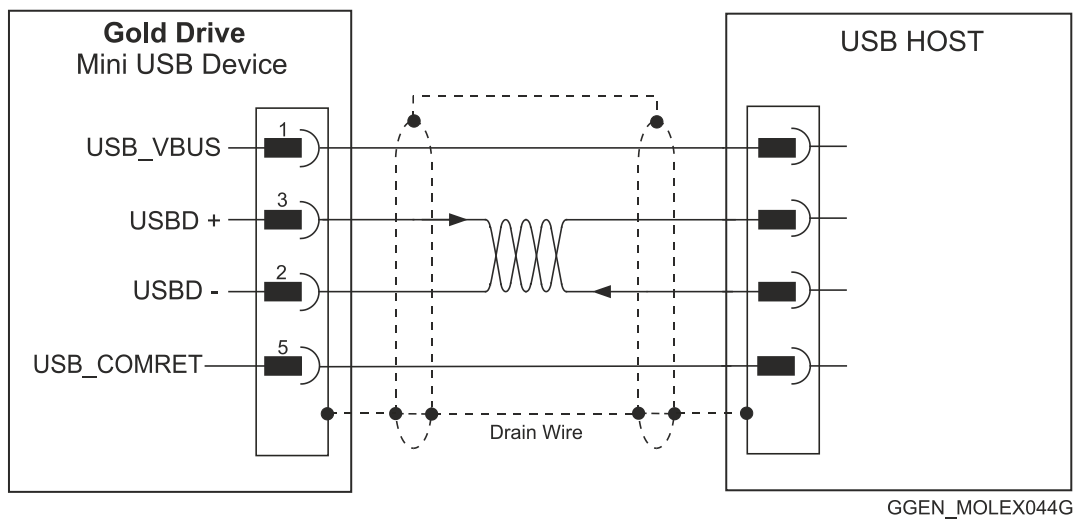 Gold Drive
Mini USB Device
USB HOST
USB_VBUS
1
USBD +
3
USBD -
2
USB_COMRET
5
Drain Wire
GGEN_MOLEX044G